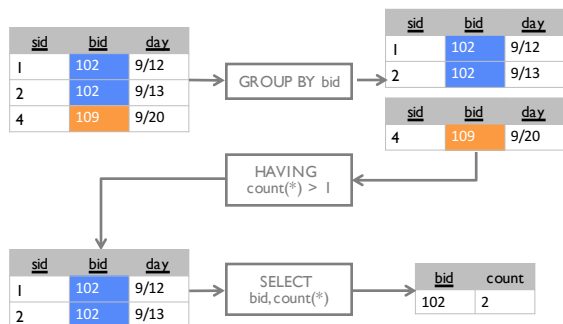 sid bid day
1 102 9/12
2 102 9/13
4 109 9/20
GROUP BY bid
sid bid day
1 102 9/12
2 102 9/13
sid bid day
4 109 9/20
HAVING
count(*) > 1
sid bid day
1 102 9/12
2 102 9/13
SELECT
bid, count(*)
bid count
102 2